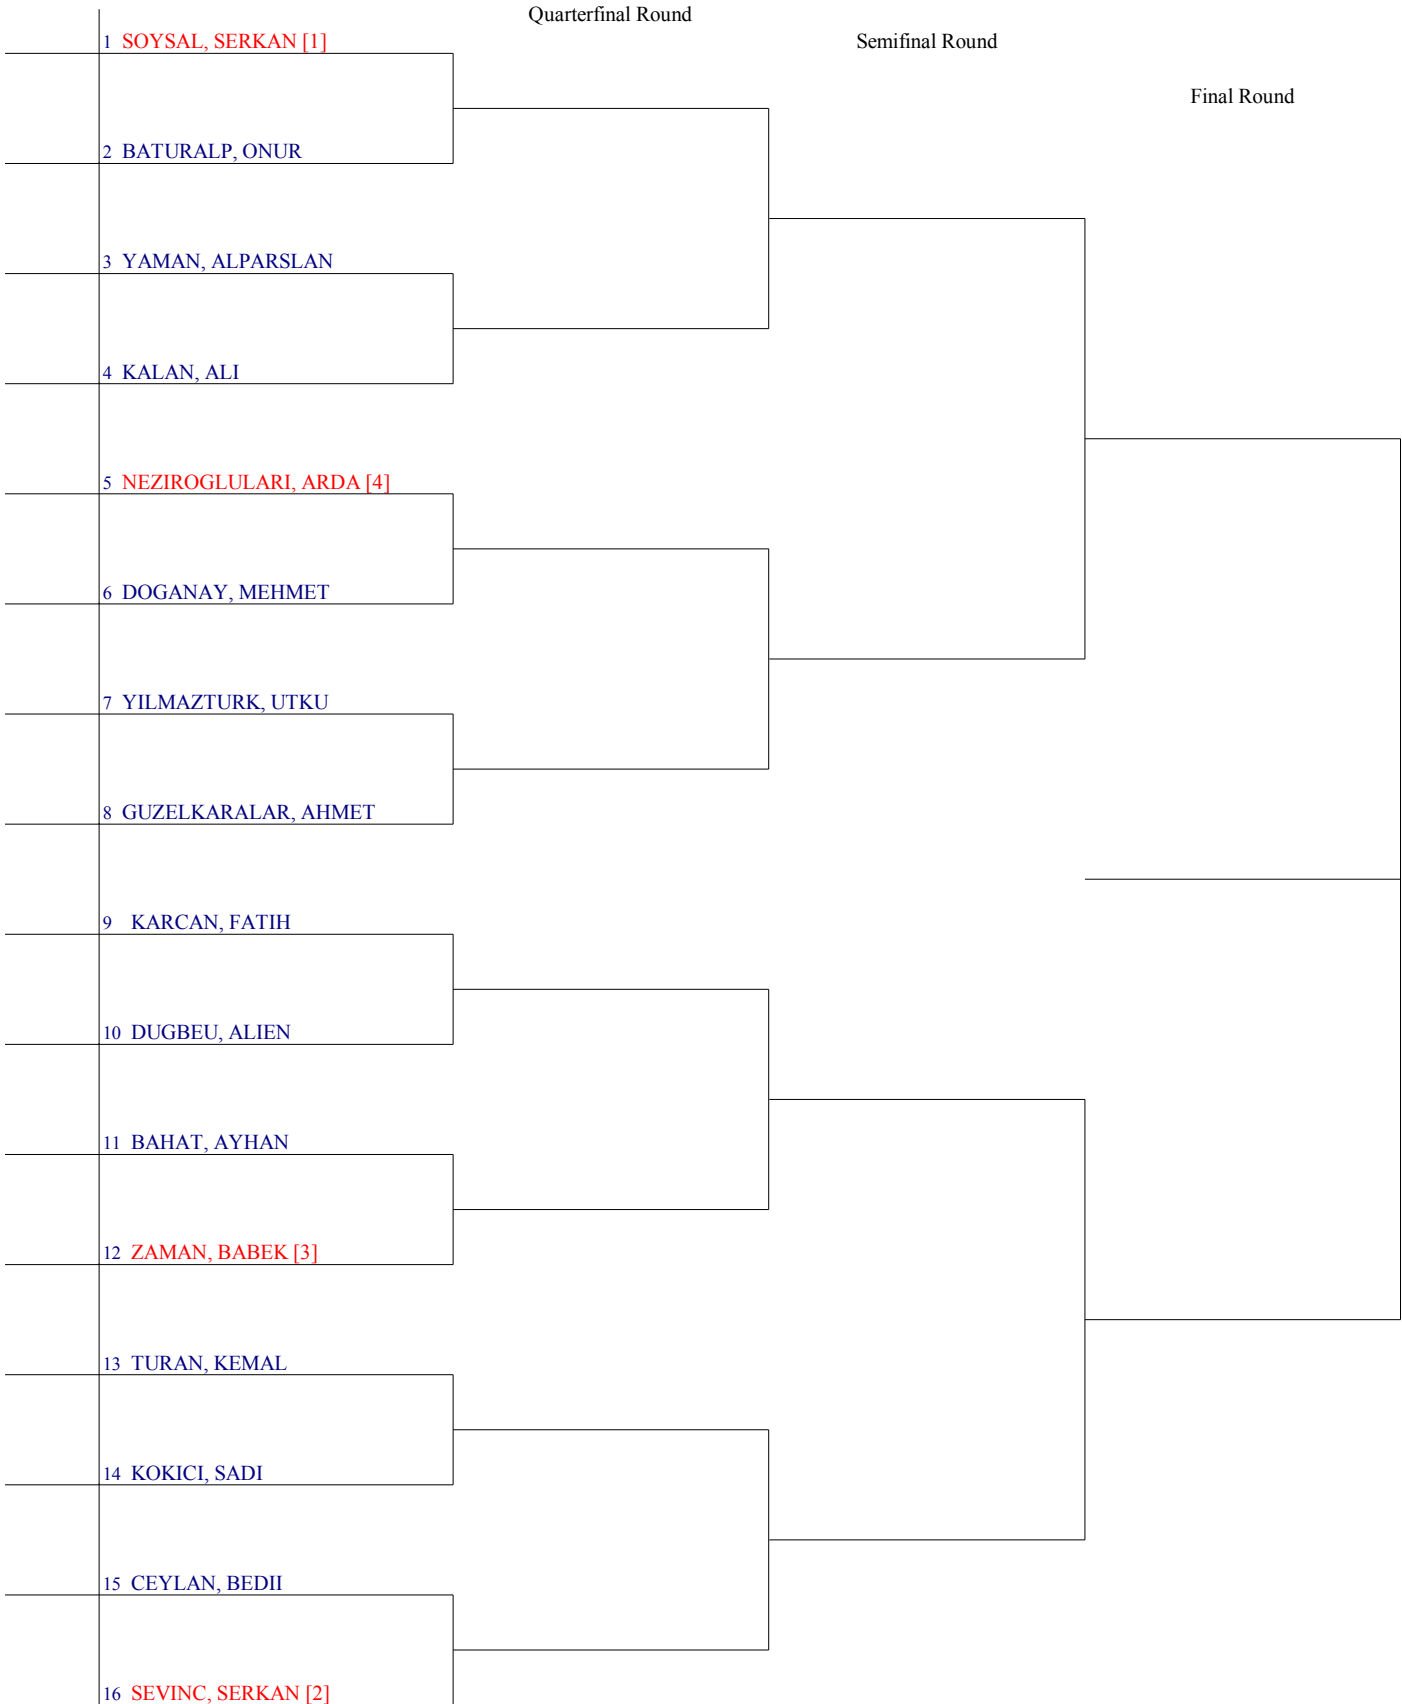 Quarterfinal Round
1 SOYSAL, SERKAN [1]
Semifinal Round
Final Round
2 BATURALP, ONUR
3 YAMAN, ALPARSLAN
4 KALAN, ALI
5 NEZIROGLULARI, ARDA [4]
6 DOGANAY, MEHMET
7 YILMAZTURK, UTKU
8 GUZELKARALAR, AHMET
9 KARCAN, FATIH
10 DUGBEU, ALIEN
11 BAHAT, AYHAN
12 ZAMAN, BABEK [3]
13 TURAN, KEMAL
14 KOKICI, SADI
15 CEYLAN, BEDII
16 SEVINC, SERKAN [2]